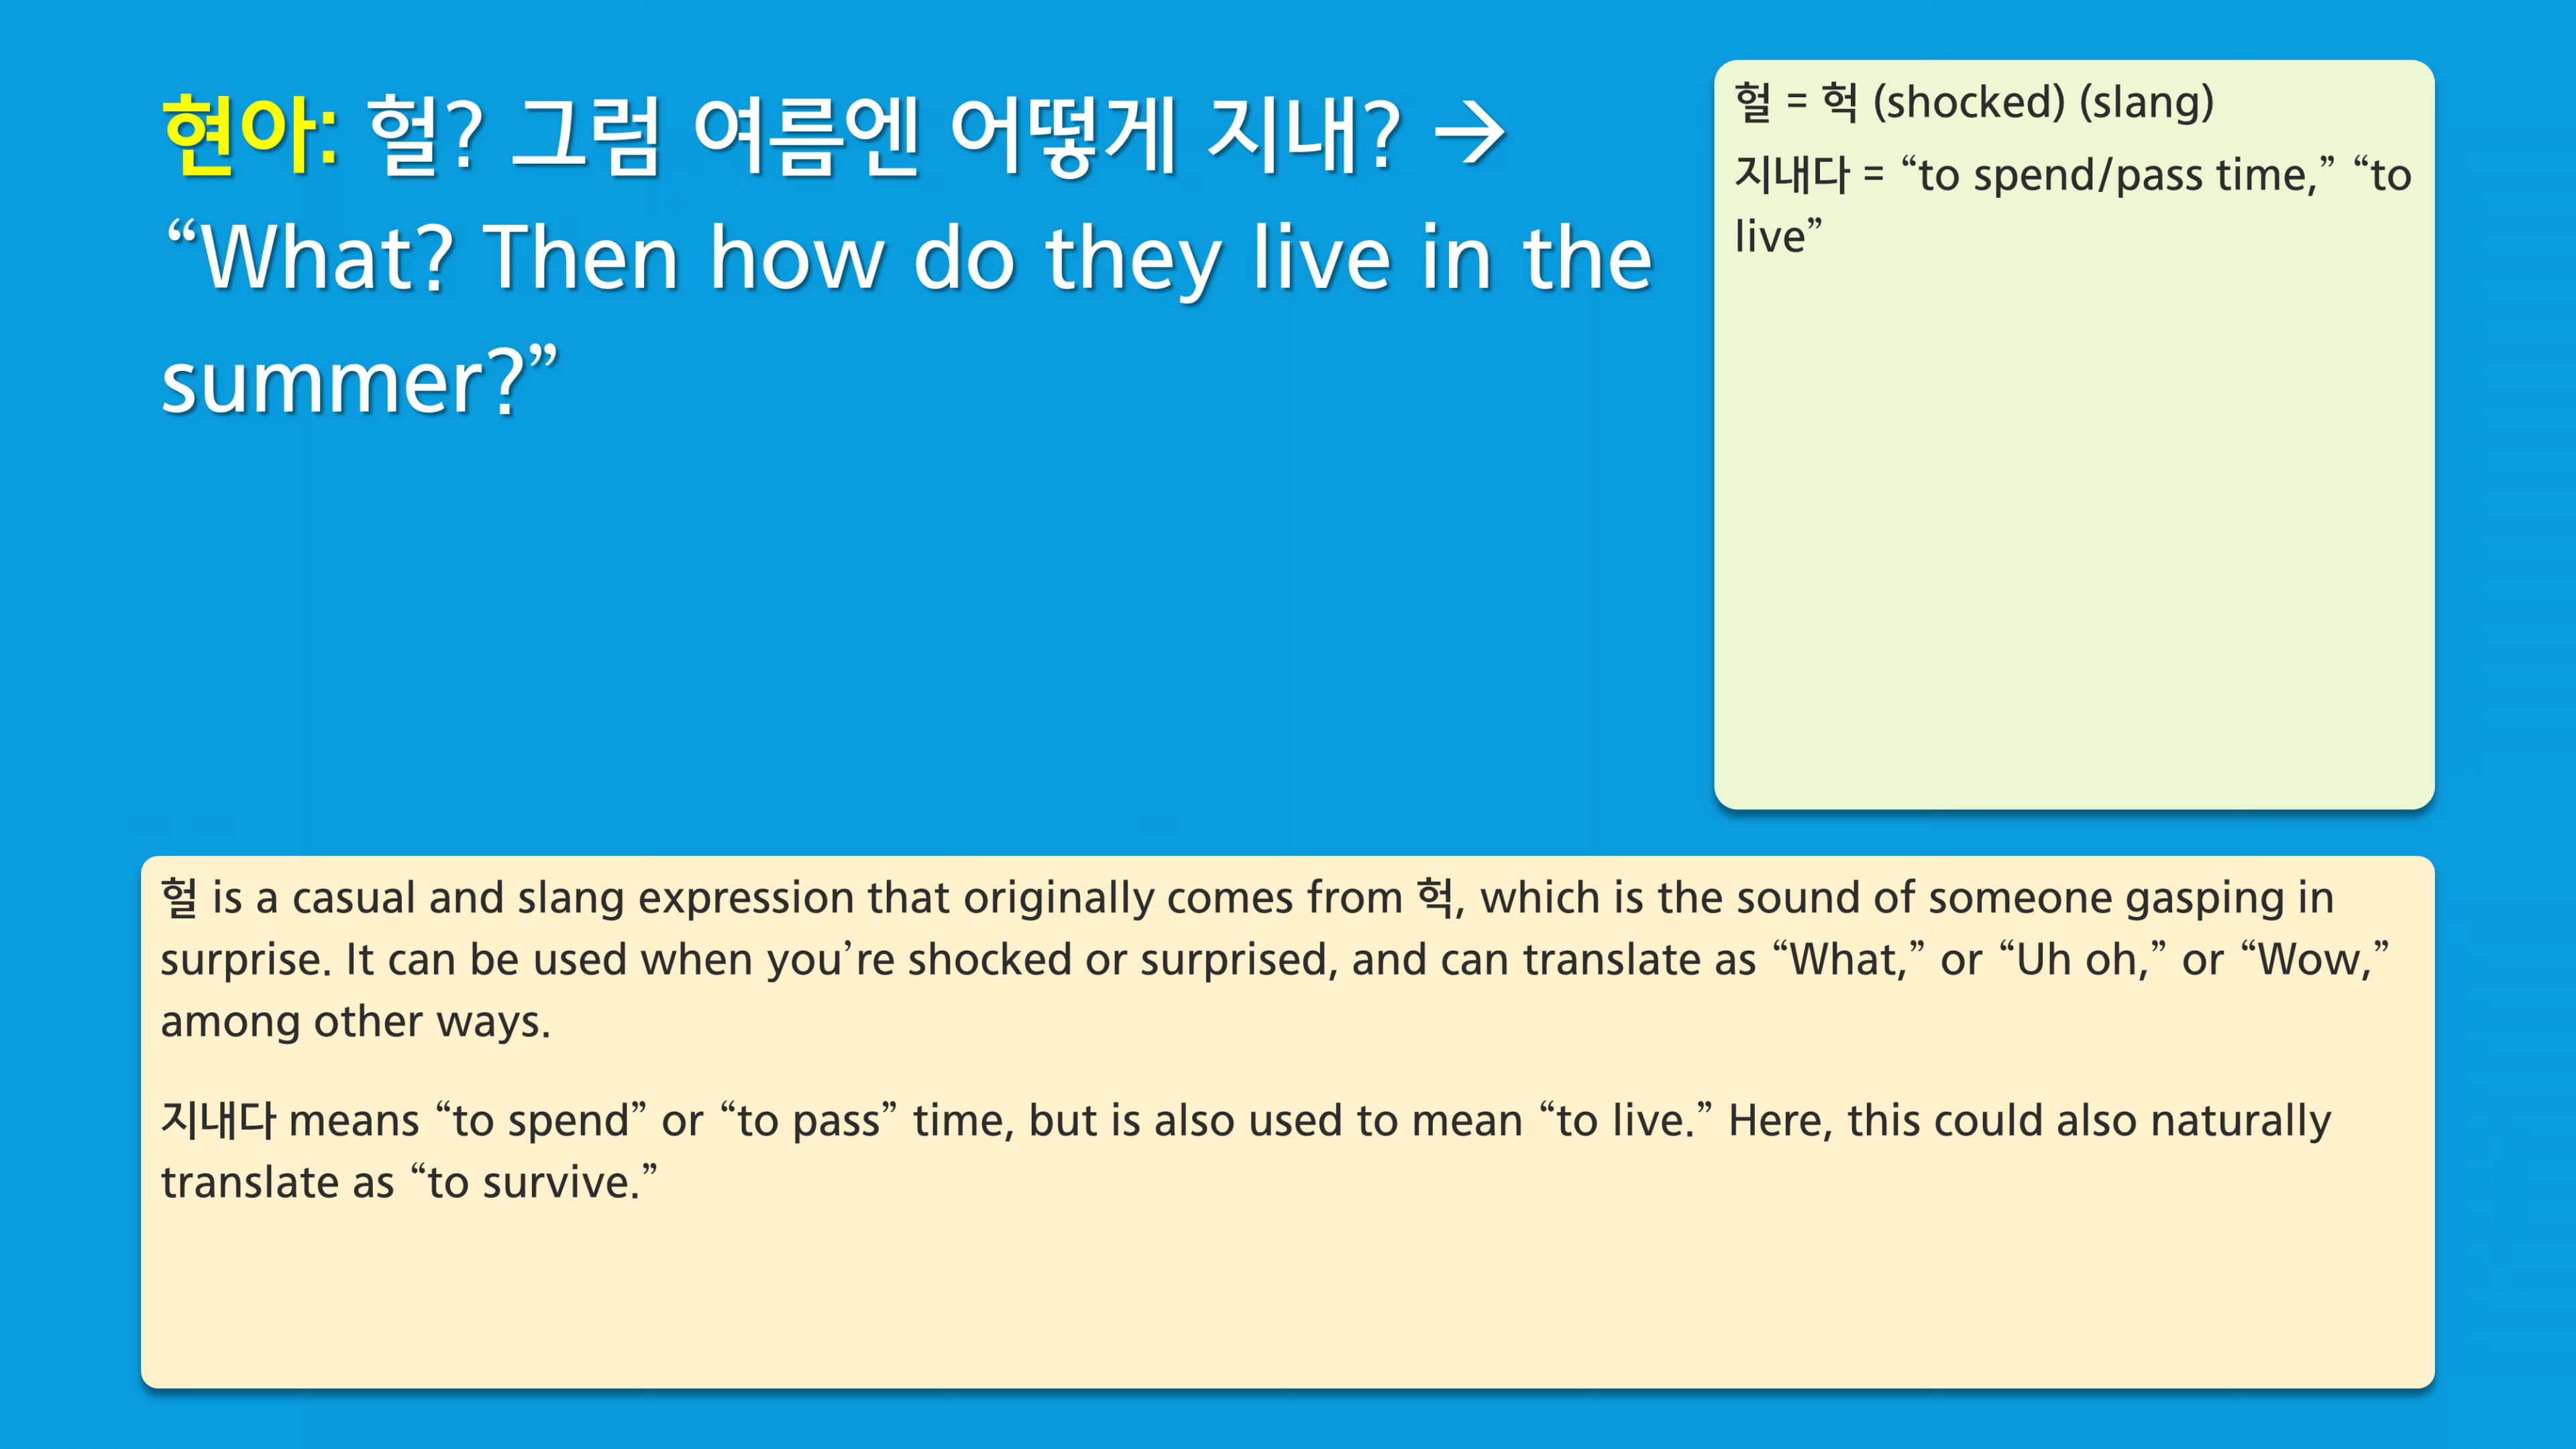 현아: 헐? 그럼 여름엔 어떻게 지내? →
“What? Then how do they live in the
summer?”
헐 = 헉 (shocked) (slang)
지내다 = “to spend/pass time,” “to
live”
헐 is a casual and slang expression that originally comes from 헉, which is the sound of someone gasping in
surprise. It can be used when you’re shocked or surprised, and can translate as “What,” or “Uh oh,” or “Wow,”
among other ways.
지내다 means “to spend” or “to pass” time, but is also used to mean “to live.” Here, this could also naturally
translate as “to survive.”